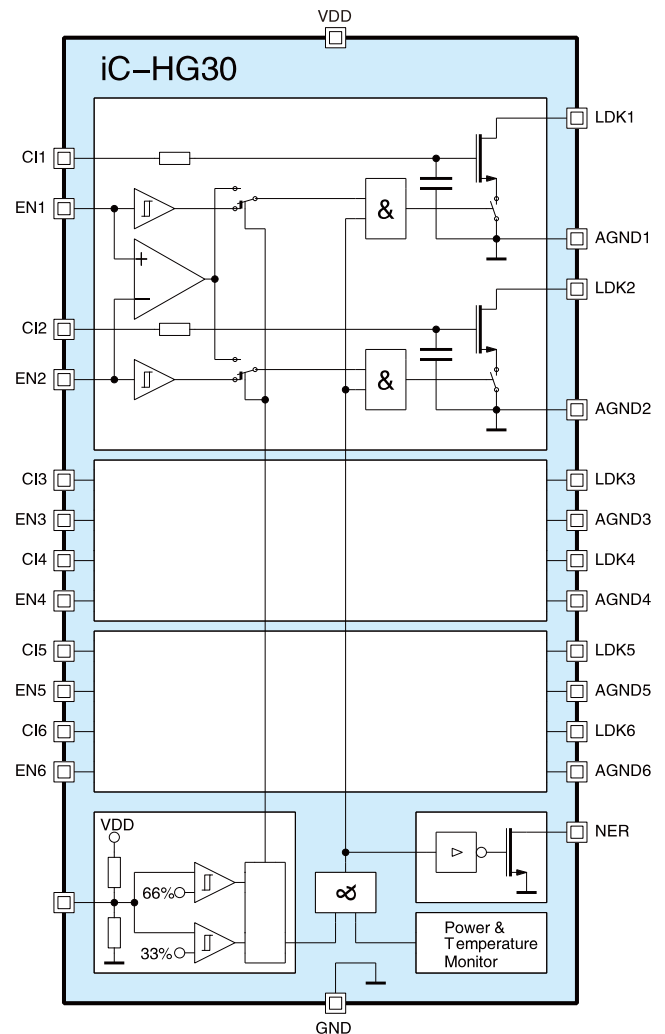 VDD
iC-HG30
LDK1
CI1
EN1
&
AGND1
+
−
LDK2
CI2
EN2
&
AGND2
CI3
LDK3
EN3
AGND3
CI4
LDK4
EN4
AGND4
CI5
LDK5
EN5
AGND5
CI6
LDK6
EN6
AGND6
VDD
NER
66%
&
33%
Power &
Temperature
Monitor
GND